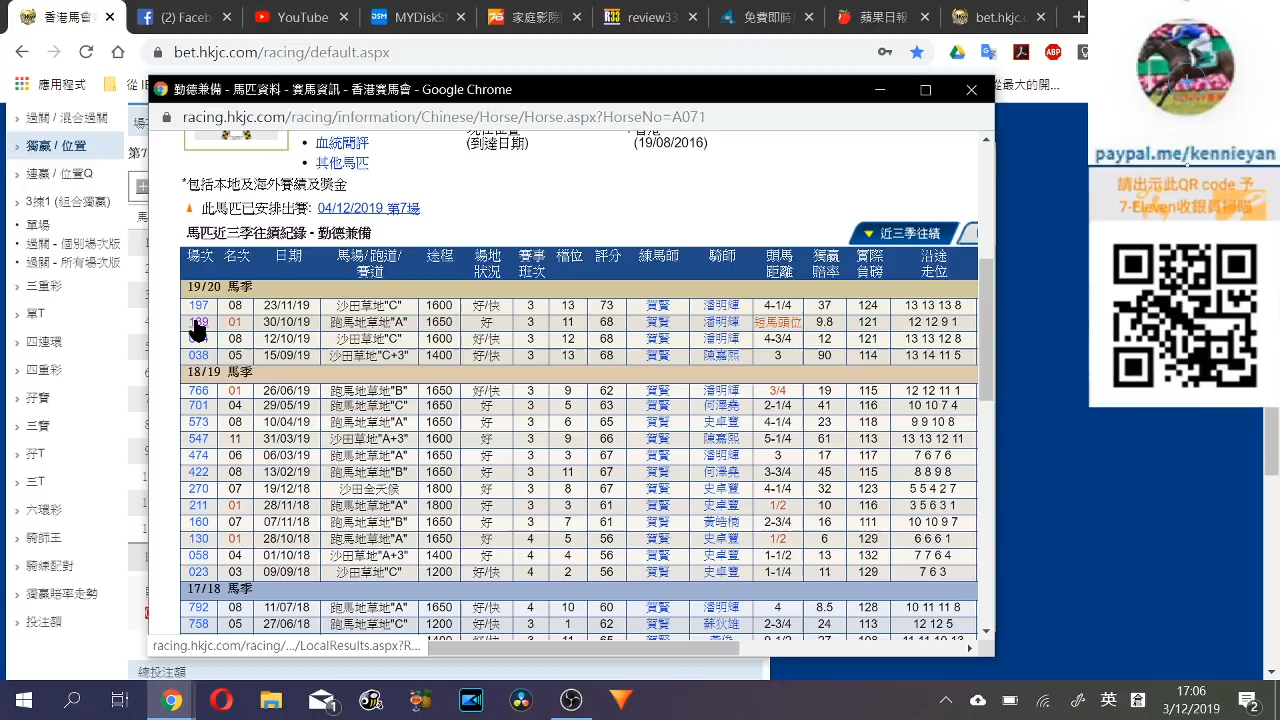 (2) Faceb
YouTube
MYDiskS
review33
免費即時
蘋果日報
bet.hkjc.c
bet.hkjc.com/racing/default.aspx
應用程式
從 IE
從最大的開...
勤德兼備 - 馬匹資料 - 賽馬資訊 - 香港賽馬會 - Google Chrome
racing.hkjc.com/racing/information/Chinese/Horse/Horse.aspx?HorseNo=A071
過關 / 混合過關
獨贏 / 位置
連贏 / 位置Q
3揀1 (組合獨贏)
單場
過關 - 個別場次版
過關 - 所有場次版
三重彩
單T
四連環
四重彩
孖寶
三寶
孖T
三T
六環彩
騎師王
騎練配對
獨贏賠率走勢
投注額
血統簡評
其他馬匹
(到達日期)
(19/08/2016)
*包括本地及海外賽績及獎金
此馬匹已安排出賽: 04/12/2019 第7場
馬匹近三季往績紀錄 - 勤德兼備
近三季往績
場次 名次 日期 馬場/跑道/賽道 途程 場地狀況 賽事班次 檔位 評分 練馬師 騎師 頭馬距離 獨贏賠率 實際負磅 沿途走位
19/20 馬季
197 08 23/11/19 沙田草地"C" 1600 好/快 3 13 73 賀賢 潘明輝 4-1/4 37 124 13 13 13 8
01 30/10/19 跑馬地草地"A" 好 3 11 68 賀賢 潘明輝 短馬頭位 9.8 121 12 12 9 1
08 12/10/19 沙田草地"C" 1600 好/快 3 12 68 賀賢 潘明輝 4-3/4 12 121 13 13 12 8
038 05 15/09/19 沙田草地"C+3" 1400 好/快 3 13 68 賀賢 陳嘉熙 3 90 114 13 14 11 5
18/19 馬季
766 01 26/06/19 跑馬地草地"B" 1650 好/快 3 9 62 賀賢 潘明輝 3/4 19 115 12 12 11 1
701 04 29/05/19 跑馬地草地"C" 1650 好 3 5 63 賀賢 何澤堯 2-1/4 41 116 10 10 7 4
573 08 10/04/19 跑馬地草地"A" 1650 好 3 6 65 賀賢 史卓豐 4-1/4 23 118 9 9 10 8
547 11 31/03/19 沙田草地"A+3" 1600 好 3 9 66 賀賢 陳嘉熙 5-1/4 61 113 13 13 12 11
474 06 06/03/19 跑馬地草地"A" 1650 好 3 3 67 賀賢 史卓豐 3 17 117 7 6 7 6
422 08 13/02/19 跑馬地草地"B" 1650 好 3 11 67 賀賢 何澤堯 3-3/4 45 115 8 8 9 8
270 07 19/12/18 沙田全天候 1800 好 3 8 67 賀賢 史卓豐 4-1/4 32 123 5 5 4 2 7
211 01 28/11/18 跑馬地草地"A" 1800 好 3 3 61 賀賢 史卓豐 1/2 10 116 3 5 6 3 1
160 07 07/11/18 跑馬地草地"B" 1650 好 3 7 61 賀賢 黃皓楠 2-3/4 16 111 10 10 9 7
130 01 28/10/18 跑馬地草地"A" 1650 好 4 5 56 賀賢 史卓豐 1/2 6 129 6 6 6 1
058 04 01/10/18 沙田草地"A+3" 1400 好 4 4 56 賀賢 史卓豐 1-1/2 13 132 7 7 6 4
023 03 09/09/18 沙田草地"C" 1200 好/快 4 2 56 賀賢 史卓豐 1-1/4 11 129 7 6 3
17/18 馬季
792 08 11/07/18 跑馬地草地"A" 1650 好/快 4 10 60 賀賢 潘明輝 4 8.5 128 10 11 11 8
758 05 27/06/18 跑馬地草地"C" 1200 好/快 3 1 62 賀賢 蘇狄雄 2-3/4 24 113 12 12 5
racing.hkjc.com/racing/.../LocalResults.aspx?R...
總投注額
paypal.me/kennieyan
請出示此QR code 予
7-Eleven收銀員掃瞄
英
17:06
3/12/2019